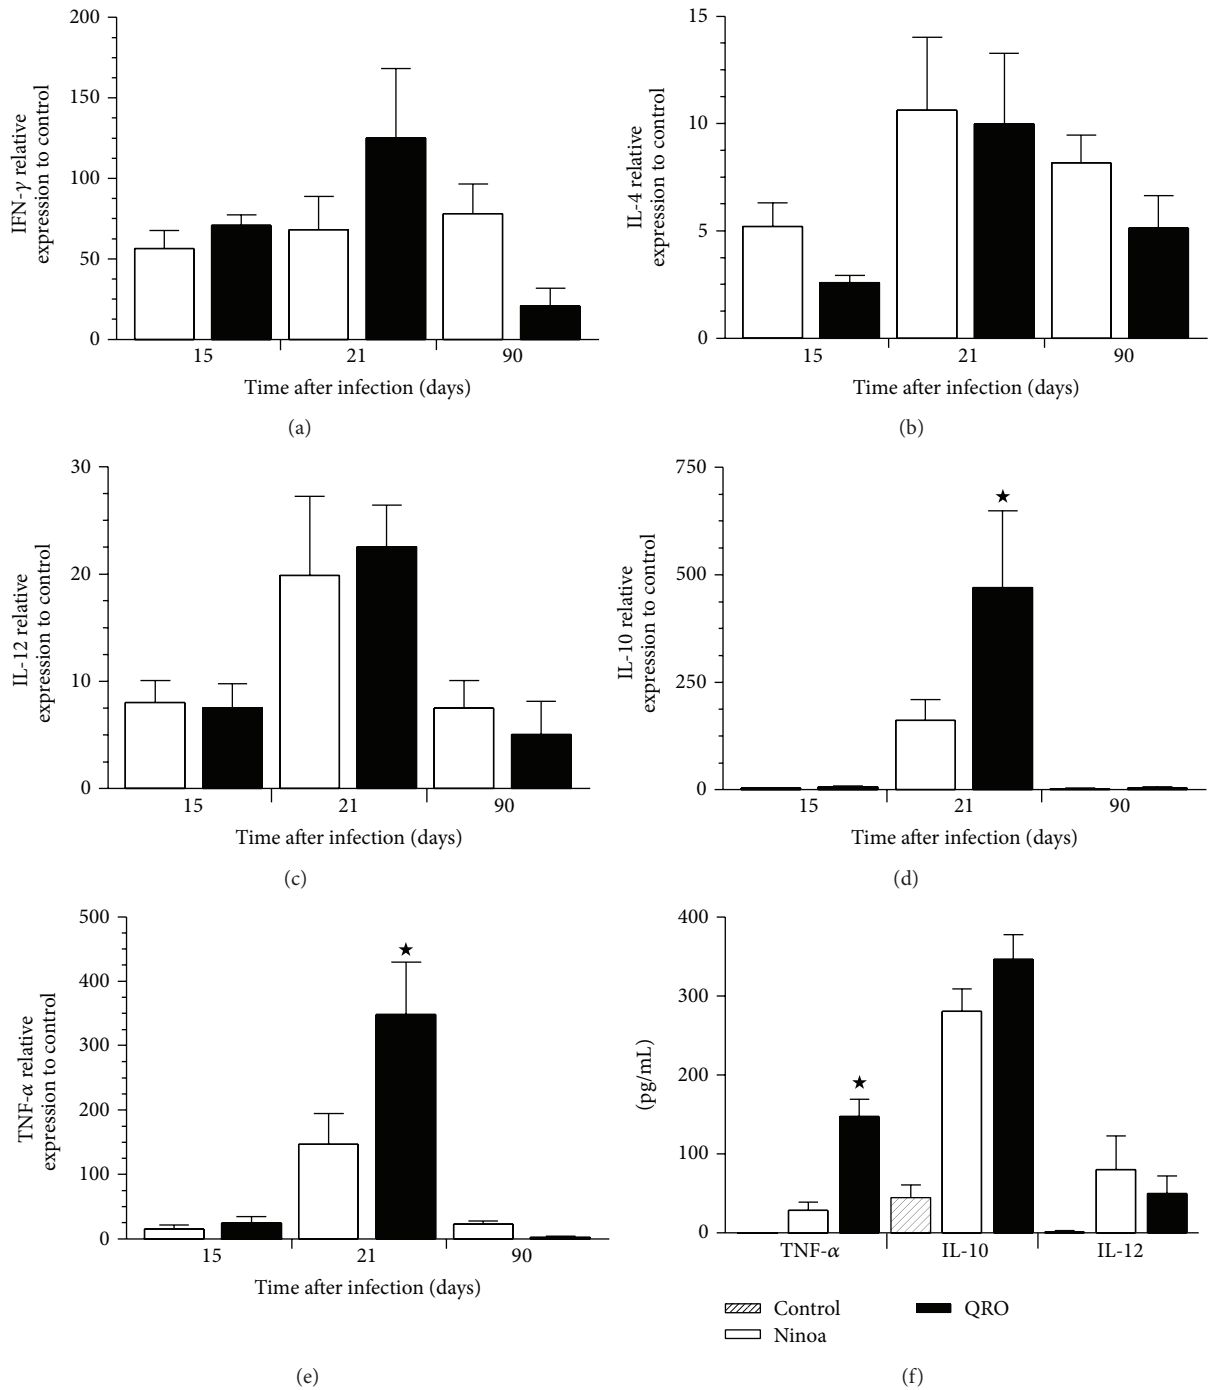 200
150
100
50
0
IFN-γ relative
expression to control
15
21
90
Time after infection (days)
(a)
15
10
5
0
IL-4 relative
expression to control
15
21
90
Time after infection (days)
(b)
30
20
10
0
IL-12 relative
expression to control
15
21
90
Time after infection (days)
(c)
750
500
250
0
IL-10 relative
expression to control
15
21
90
Time after infection (days)
(d)
500
400
300
200
100
0
TNF-α relative
expression to control
15
21
90
Time after infection (days)
(e)
400
300
200
100
0
(pg/mL)
TNF-α
IL-10
IL-12
Control
Ninoa
QRO
(f)